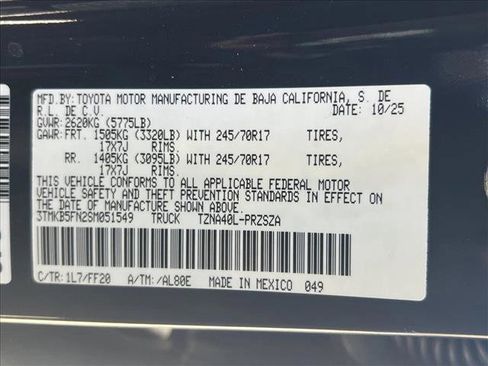 MFD.BY:TOYOTA MOTOR MANUFACTURING DE BAJA CALIFORNIA, S. DE
R.L. DE C.V. DATE: 10/25
GVWR 2620KG (5775LB)
GAWR:FRT. 1505KG (3320LB) WITH 245/70R17 TIRES,
17X7J RIMS.
RR. 1405KG (3095LB) WITH 245/70R17 TIRES,
17X7J RIMS.
THIS VEHICLE CONFORMS TO ALL APPLICABLE FEDERAL MOTOR
VEHICLE SAFETY AND THEFT PREVENTION STANDARDS IN EFFECT ON
THE DATE OF MANUFACTURE SHOWN ABOVE.
3TMKB5FN2SM051549 TRUCK TZNA40L-PRZSZA
C/TR:1L7/FF20 A/TM:/AL80E MADE IN MEXICO 049